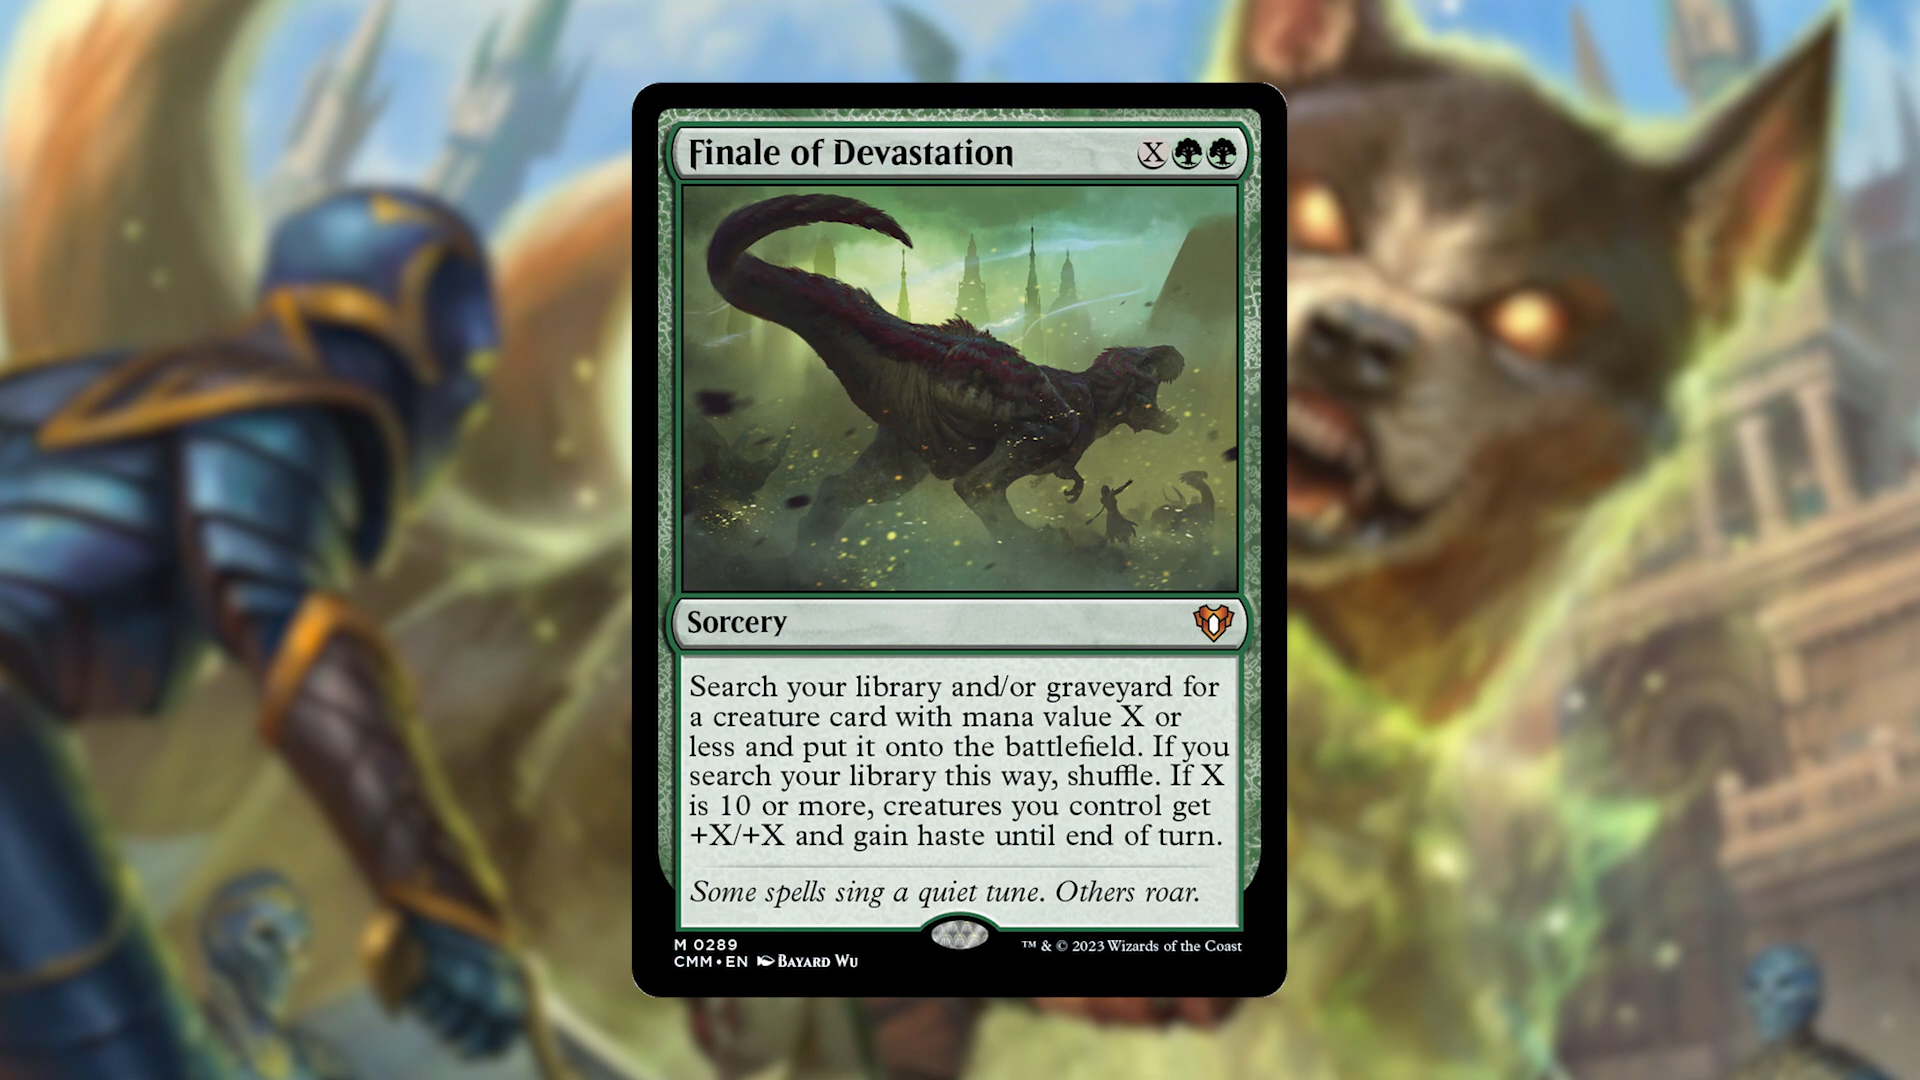 Finale of Devastation X
Sorcery
Search your library and/or graveyard for
a creature card with mana value X or
less and put it onto the battlefield. If you
search your library this way, shuffle. If X
is 10 or more, creatures you control get
+X/+X and gain haste until end of turn.
Some spells sing a quiet tune. Others roar.
M 0289
CMM • EN Bayard Wu
™ & © 2023 Wizards of the Coast